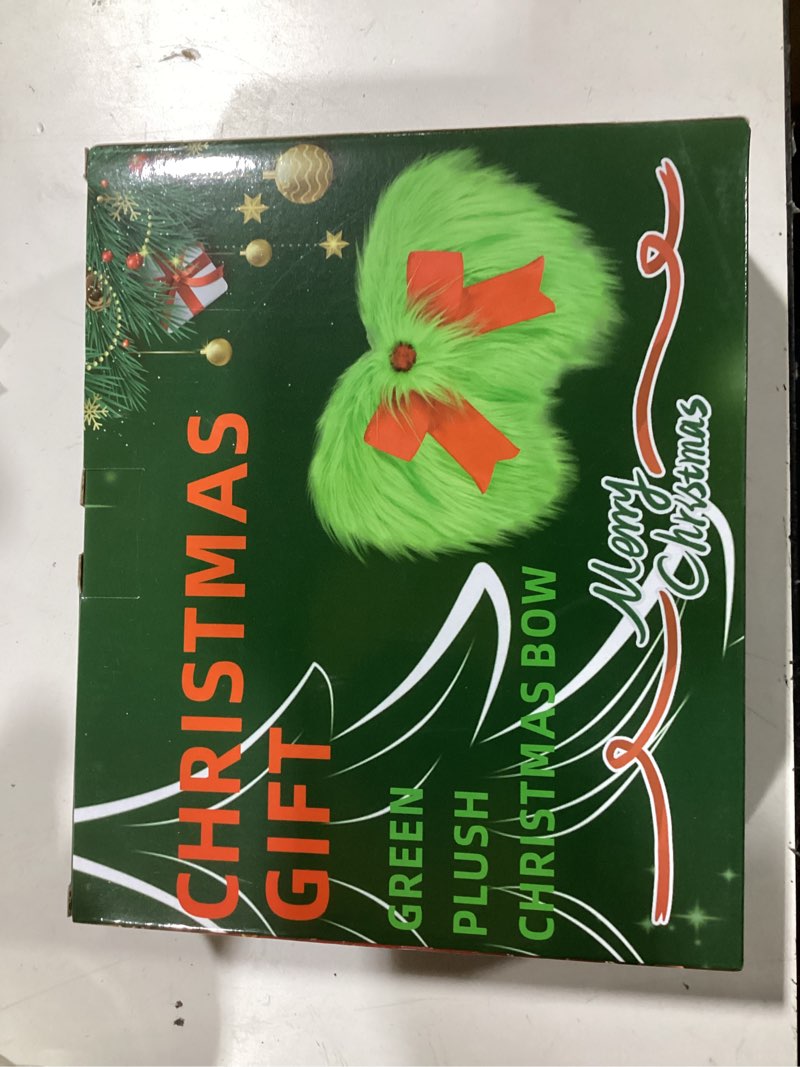 CHRISTMAS
GIFT
GREEN
PLUSH
CHRISTMAS BOW
Merry
Christmas